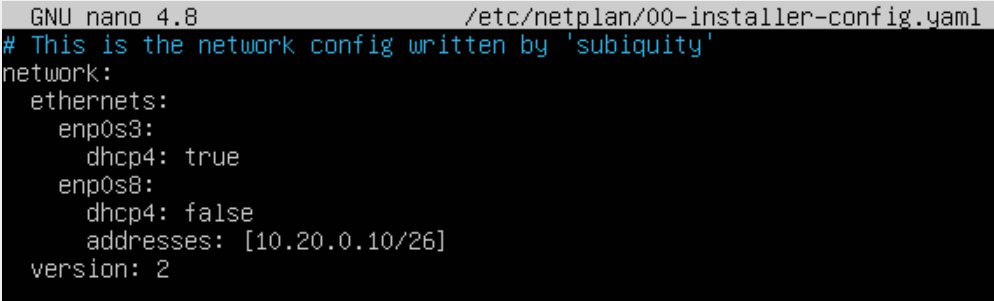 GNU nano 4.8 /etc/netplan/00-installer-config.yaml
# This is the network config written by 'subiquity'
network:
  ethernets:
    enp0s3:
      dhcp4: true
    enp0s8:
      dhcp4: false
      addresses: [10.20.0.10/26]
  version: 2